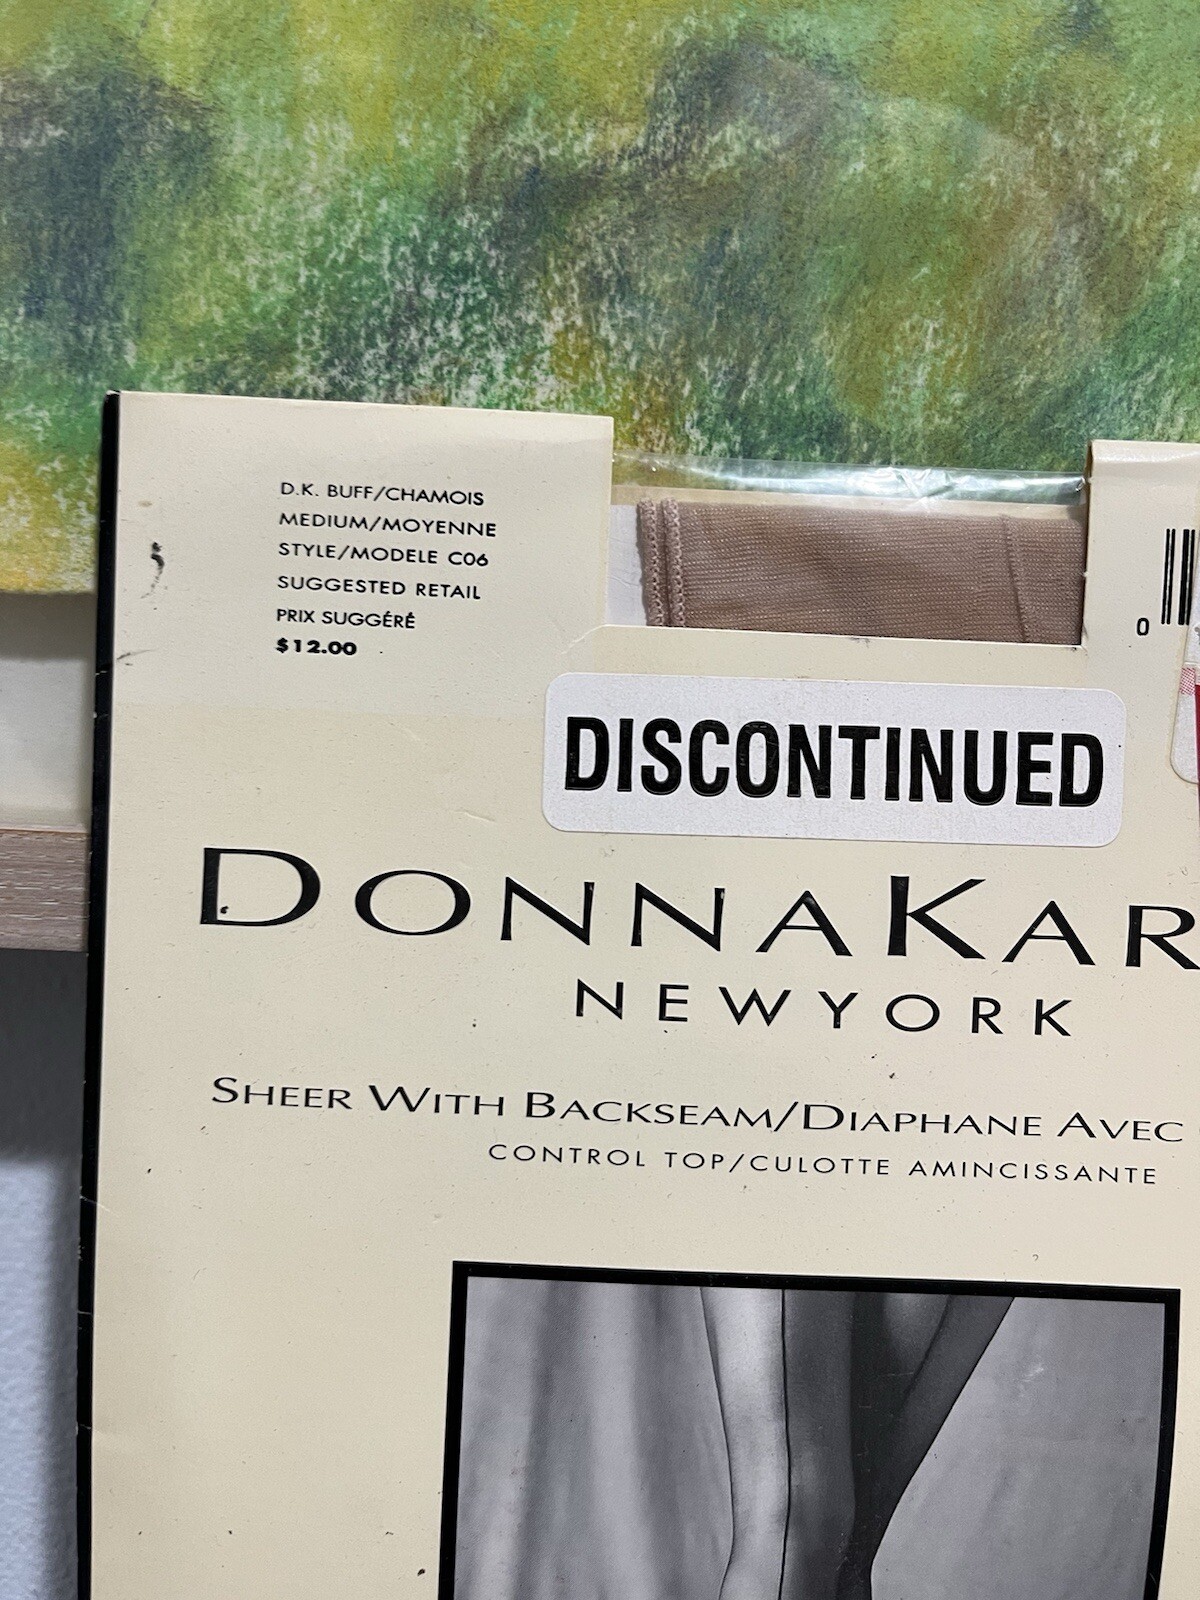 D.K. BUFF/CHAMOIS
MEDIUM/MOYENNE
STYLE/MODELE C06
SUGGESTED RETAIL
PRIX SUGGÉRÉ
$12.00
0
DISCONTINUED
DONNAKAR
NEWYORK
SHEER WITH BACKSEAM/DIAPHANE AVEC
CONTROL TOP/CULOTTE AMINCISSANTE